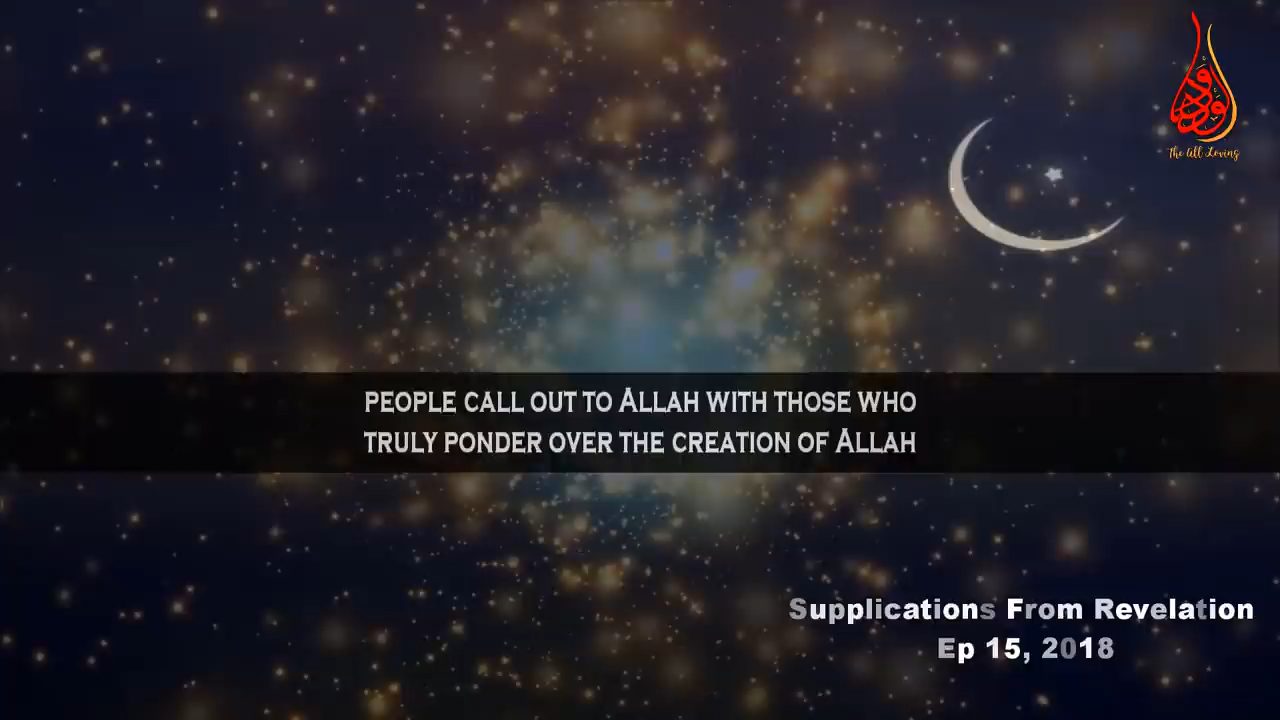 الودود
The All Loving
PEOPLE CALL OUT TO ALLAH WITH THOSE WHO
TRULY PONDER OVER THE CREATION OF ALLAH
Supplications From Revelation
Ep 15, 2018